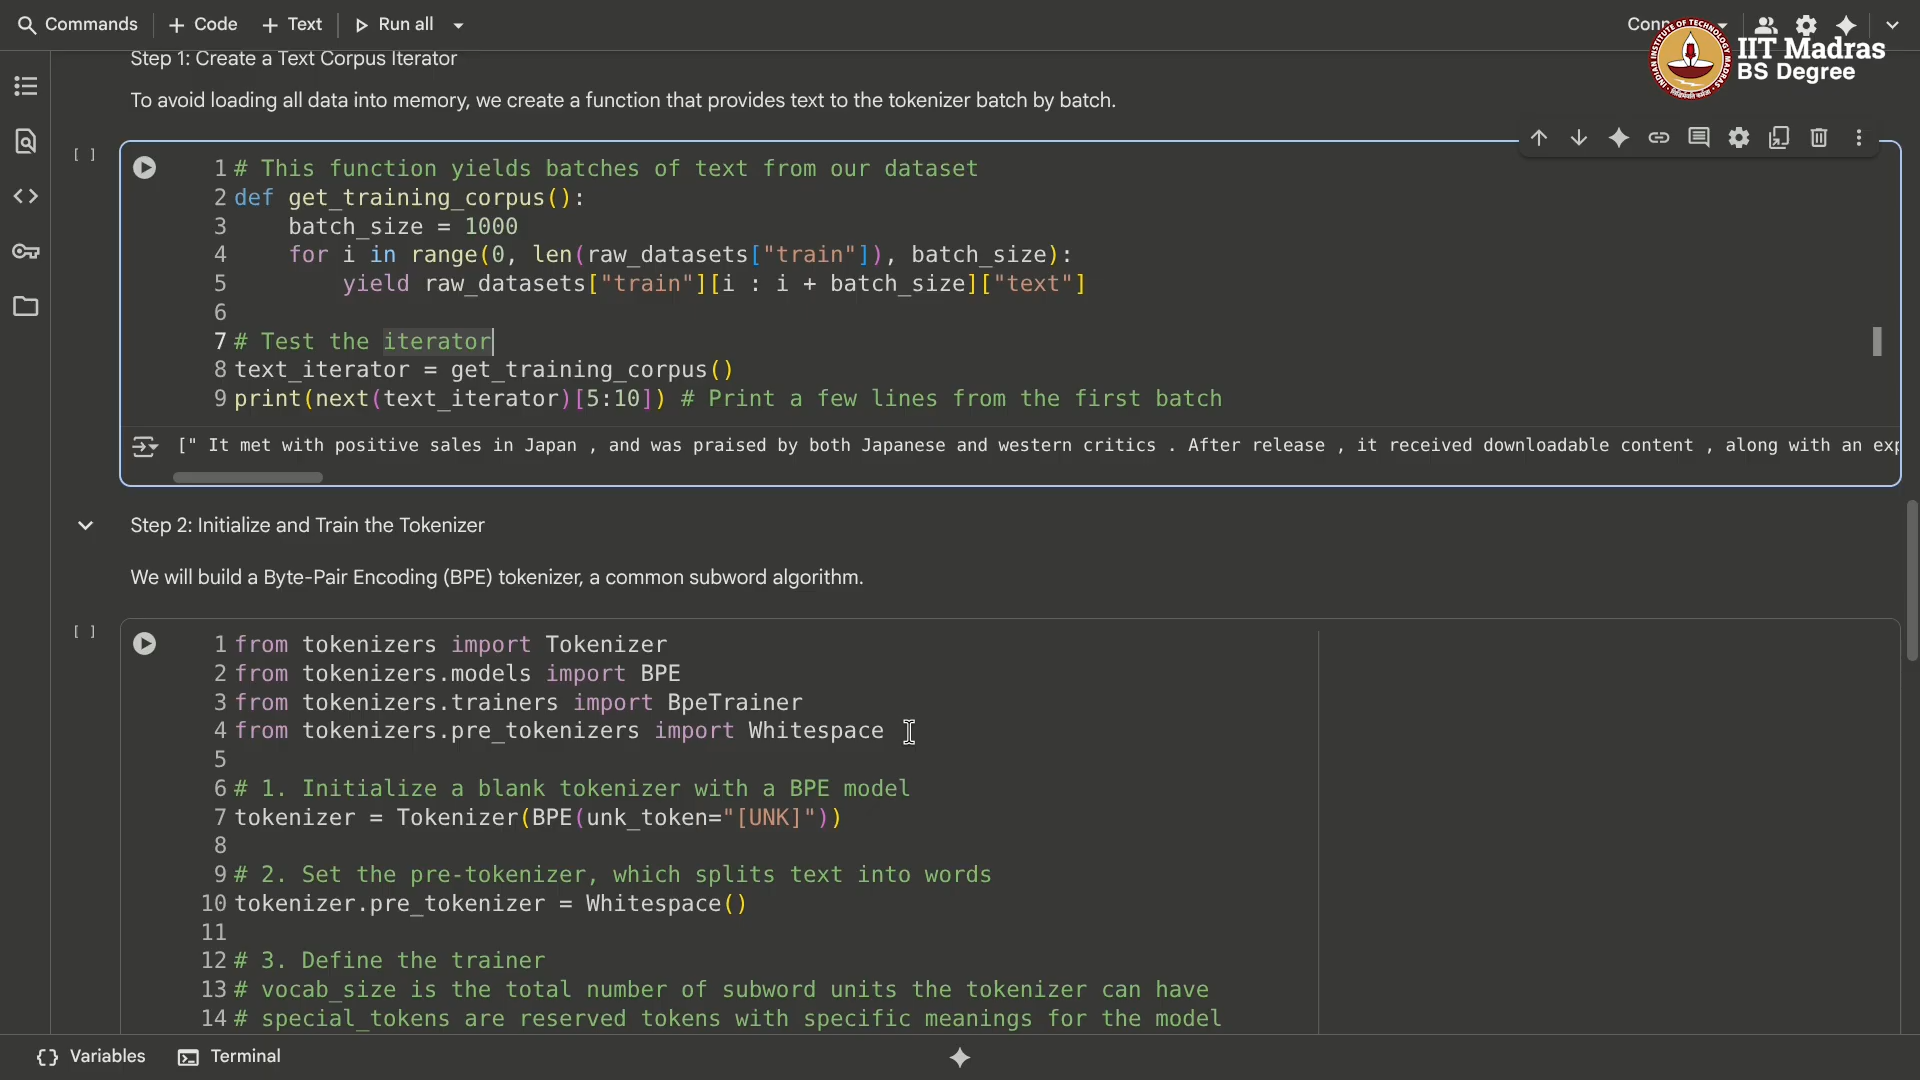 Commands + Code + Text Run all
IIT Madras
BS Degree
Step 1: Create a Text Corpus Iterator
To avoid loading all data into memory, we create a function that provides text to the tokenizer batch by batch.
[ ]
1 # This function yields batches of text from our dataset
2 def get_training_corpus():
3     batch_size = 1000
4     for i in range(0, len(raw_datasets["train"]), batch_size):
5         yield raw_datasets["train"][i : i + batch_size]["text"]
6
7 # Test the iterator
8 text_iterator = get_training_corpus()
9 print(next(text_iterator)[5:10]) # Print a few lines from the first batch
[" It met with positive sales in Japan , and was praised by both Japanese and western critics . After release , it received downloadable content , along with an exp
Step 2: Initialize and Train the Tokenizer
We will build a Byte-Pair Encoding (BPE) tokenizer, a common subword algorithm.
[ ]
1 from tokenizers import Tokenizer
2 from tokenizers.models import BPE
3 from tokenizers.trainers import BpeTrainer
4 from tokenizers.pre_tokenizers import Whitespace
5
6 # 1. Initialize a blank tokenizer with a BPE model
7 tokenizer = Tokenizer(BPE(unk_token="[UNK]"))
8
9 # 2. Set the pre-tokenizer, which splits text into words
10 tokenizer.pre_tokenizer = Whitespace()
11
12 # 3. Define the trainer
13 # vocab_size is the total number of subword units the tokenizer can have
14 # special_tokens are reserved tokens with specific meanings for the model
Variables Terminal